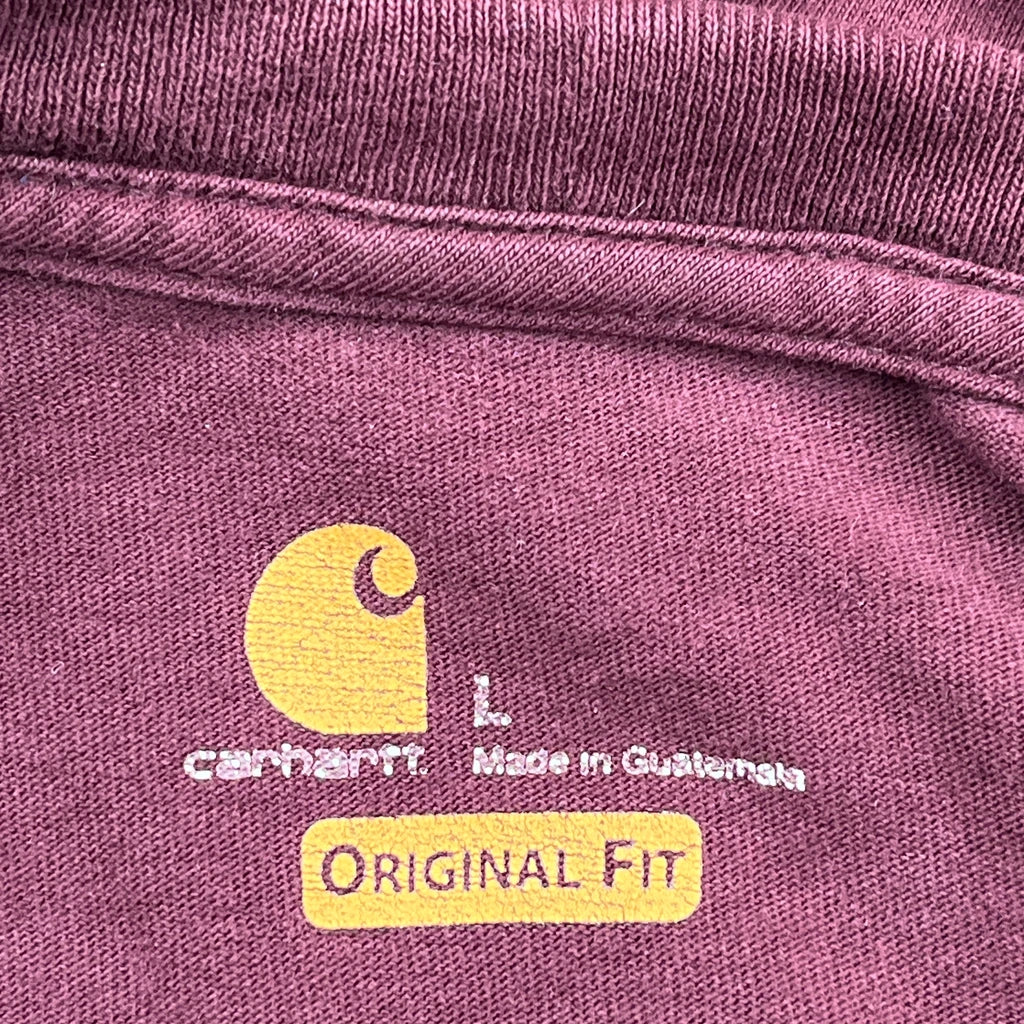 L
carhartt.
Made in Guatemala
ORIGINAL FIT